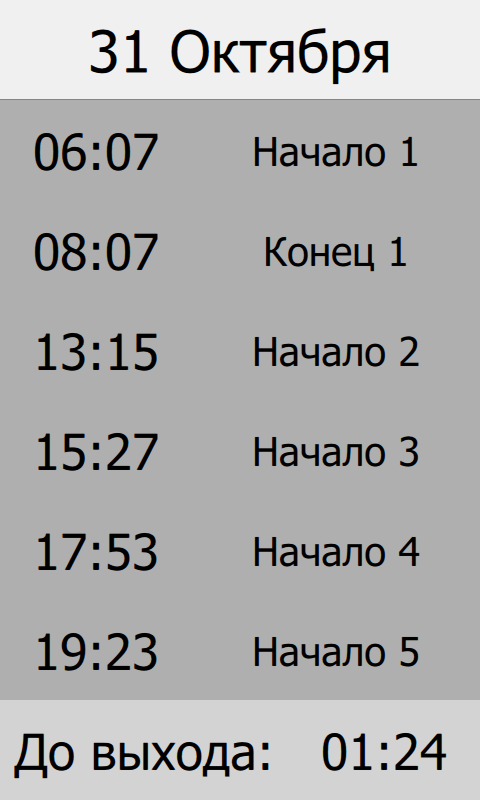 31 Октября
06:07 Начало 1
08:07 Конец 1
13:15 Начало 2
15:27 Начало 3
17:53 Начало 4
19:23 Начало 5
До выхода: 01:24